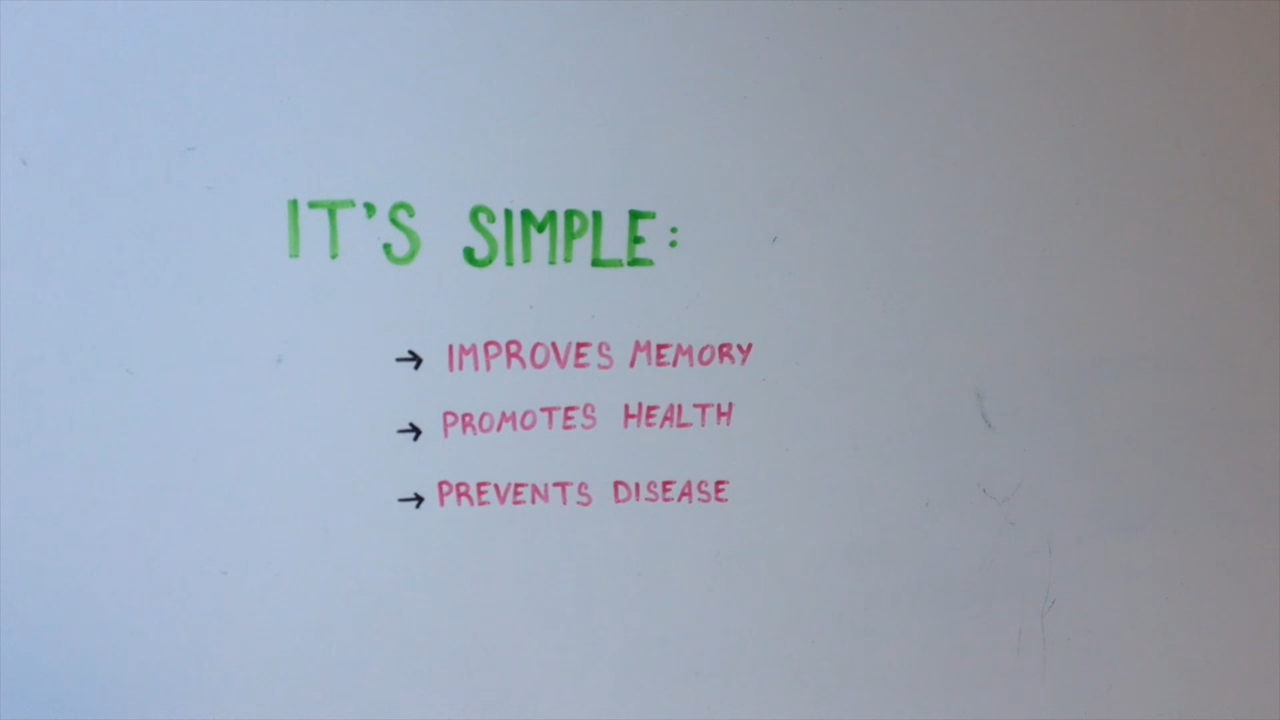 IT'S SIMPLE:
→ IMPROVES MEMORY
→ PROMOTES HEALTH
→ PREVENTS DISEASE